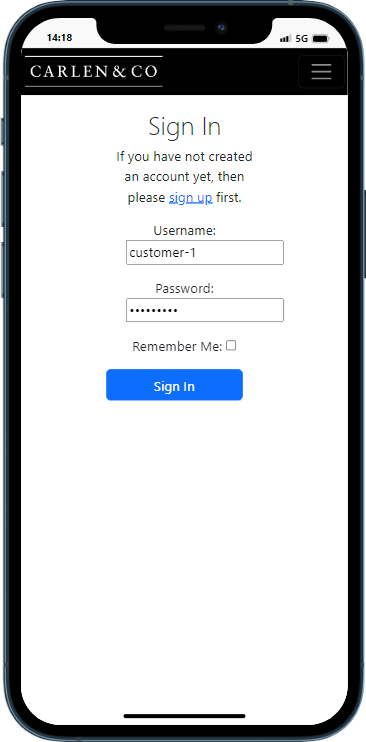 14:18
5G
CARLEN & CO
Sign In
If you have not created
an account yet, then
please sign up first.
Username:
customer-1
Password:
•••••••••
Remember Me:
Sign In